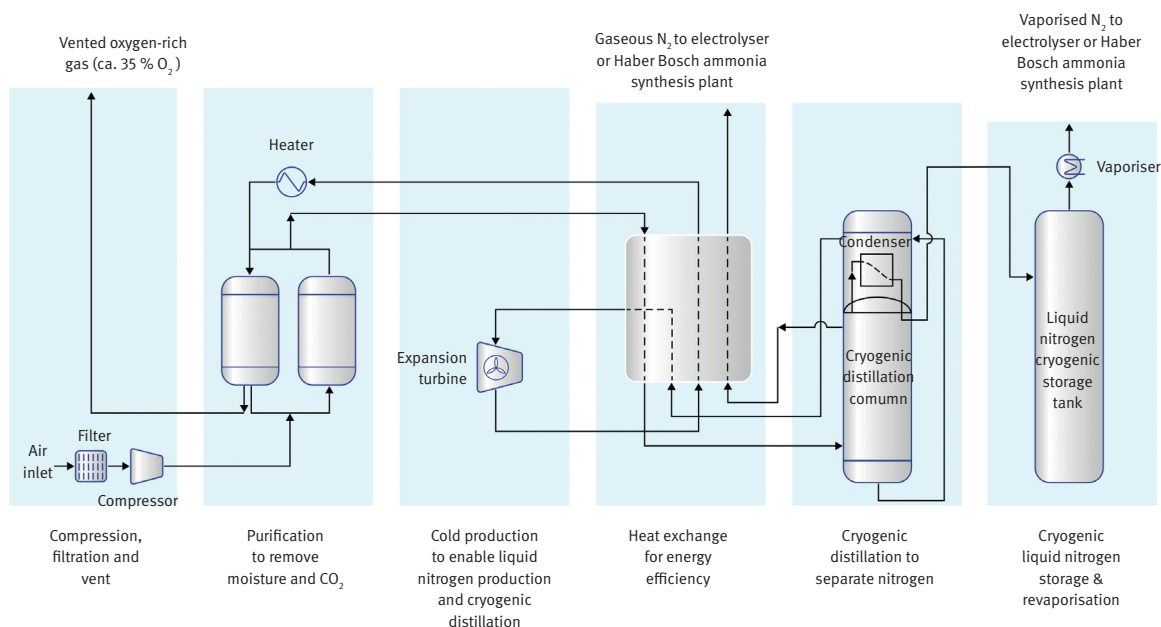 Vented oxygen-rich
gas (ca. 35 % O₂)
Gaseous N₂ to electrolyser
or Haber Bosch ammonia
synthesis plant
Vaporised N₂ to
electrolyser or Haber
Bosch ammonia
synthesis plant
Heater
Vaporiser
Condenser
Expansion
turbine
Cryogenic
distillation
comumn
Liquid
nitrogen
cryogenic
storage
tank
Air
inlet
Filter
Compressor
Compression,
filtration and
vent
Purification
to remove
moisture and CO₂
Cold production
to enable liquid
nitrogen production
and cryogenic
distillation
Heat exchange
for energy
efficiency
Cryogenic
distillation to
separate nitrogen
Cryogenic
liquid nitrogen
storage &
revaporisation